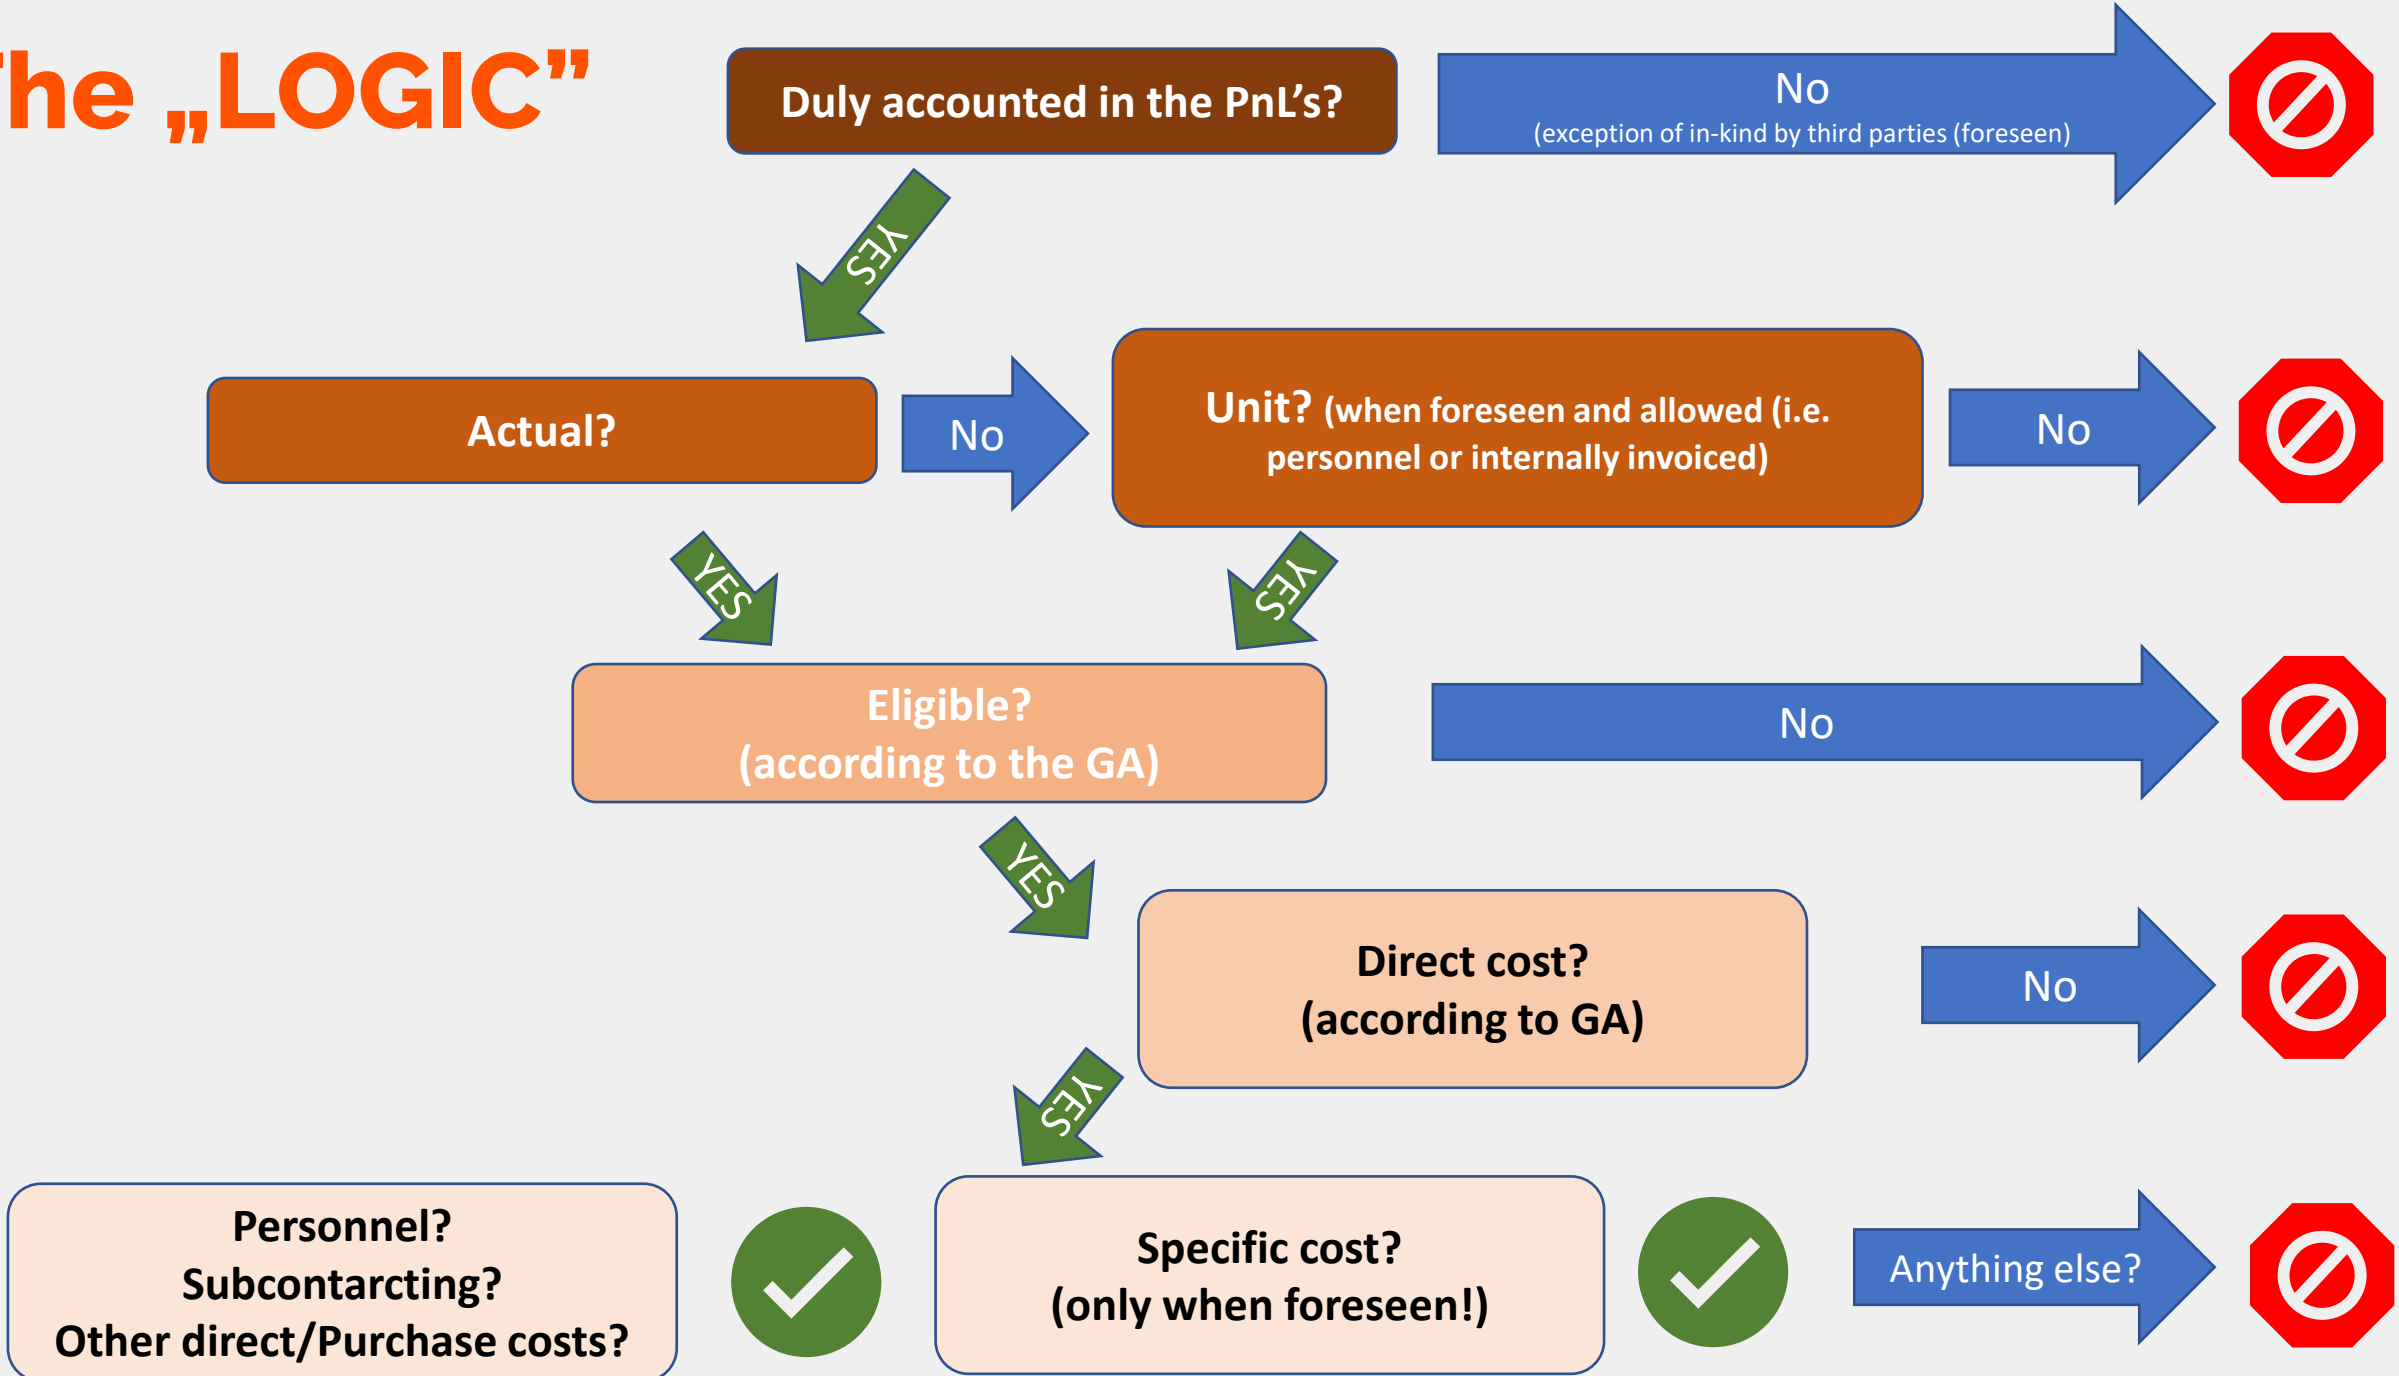 The „LOGIC”
Duly accounted in the PnL’s?
No
(exception of in-kind by third parties (foreseen)
YES
Actual?
No
Unit? (when foreseen and allowed (i.e.
personnel or internally invoiced)
No
YES
YES
Eligible?
(according to the GA)
No
YES
Direct cost?
(according to GA)
No
YES
Personnel?
Subcontarcting?
Other direct/Purchase costs?
Specific cost?
(only when foreseen!)
Anything else?